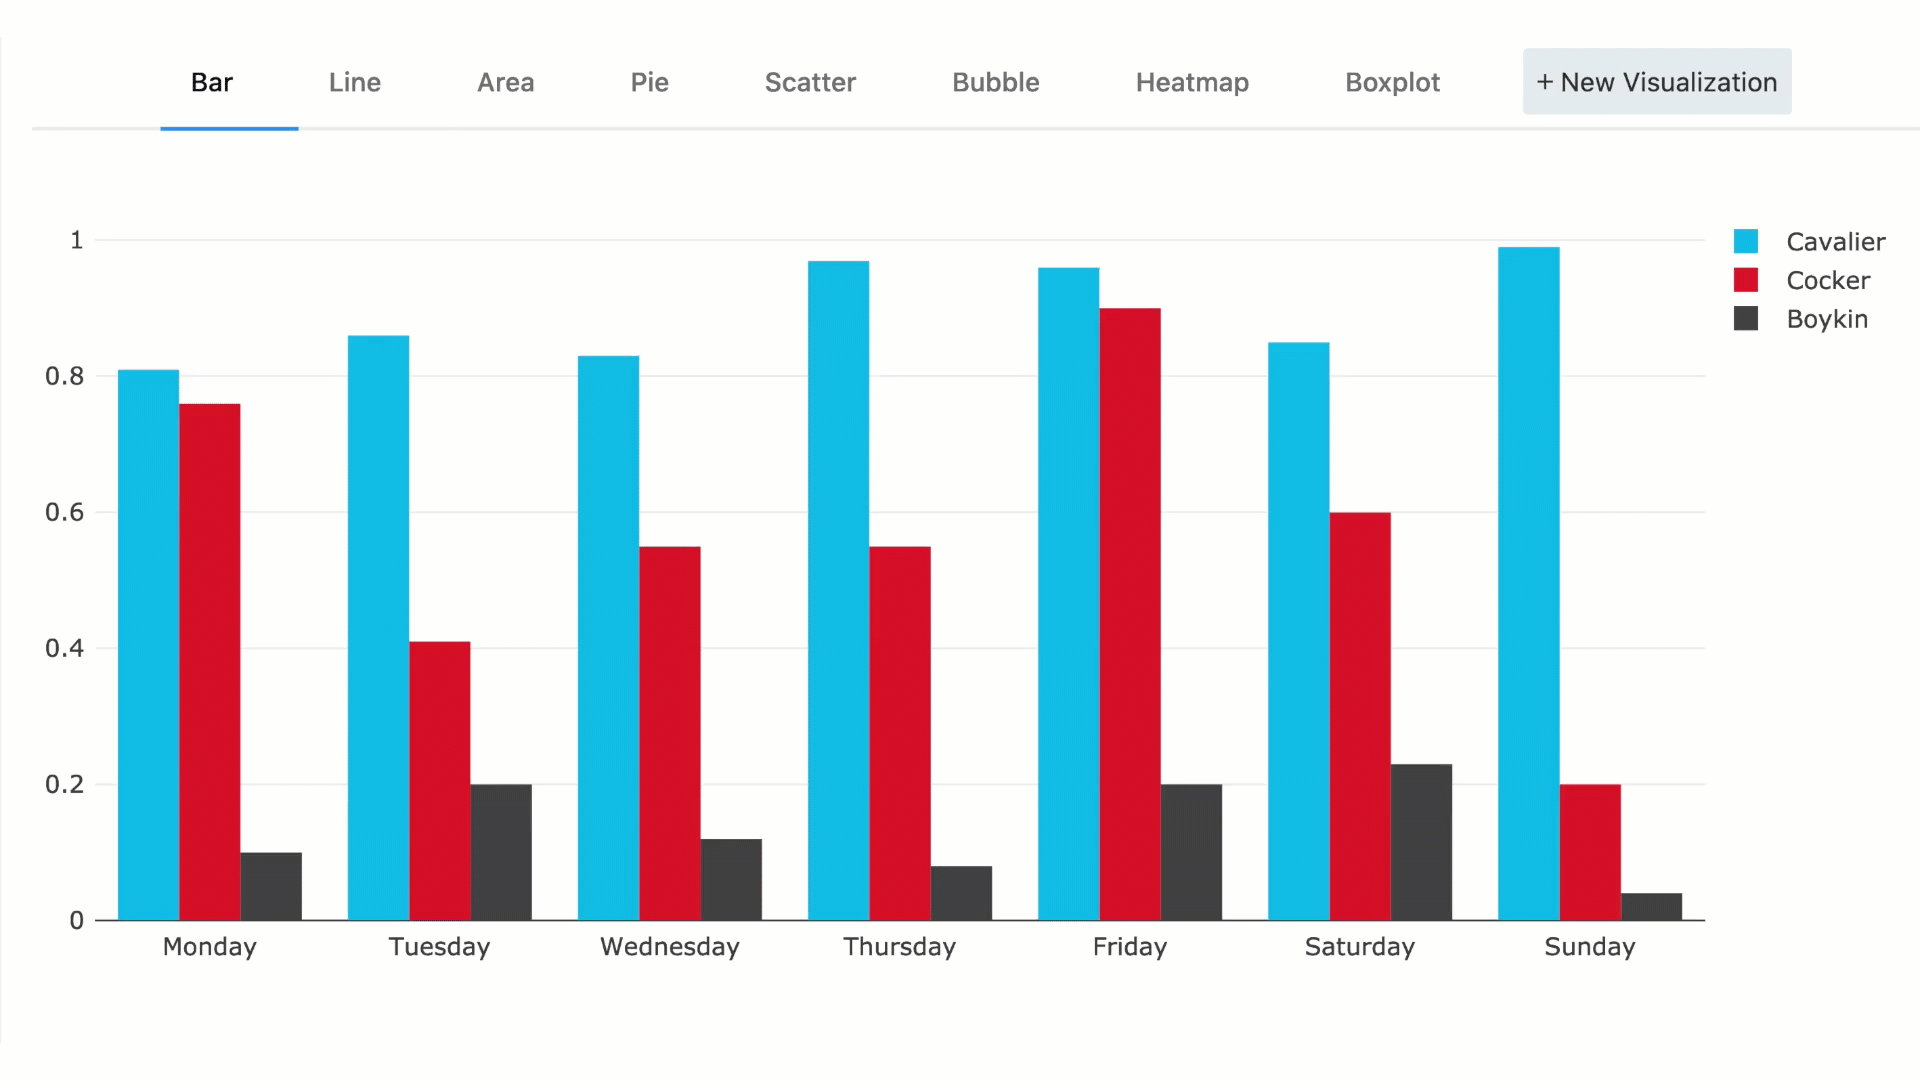 Bar Line Area Pie Scatter Bubble Heatmap Boxplot + New Visualization
1
0.8
0.6
0.4
0.2
0
Monday Tuesday Wednesday Thursday Friday Saturday Sunday
Cavalier
Cocker
Boykin